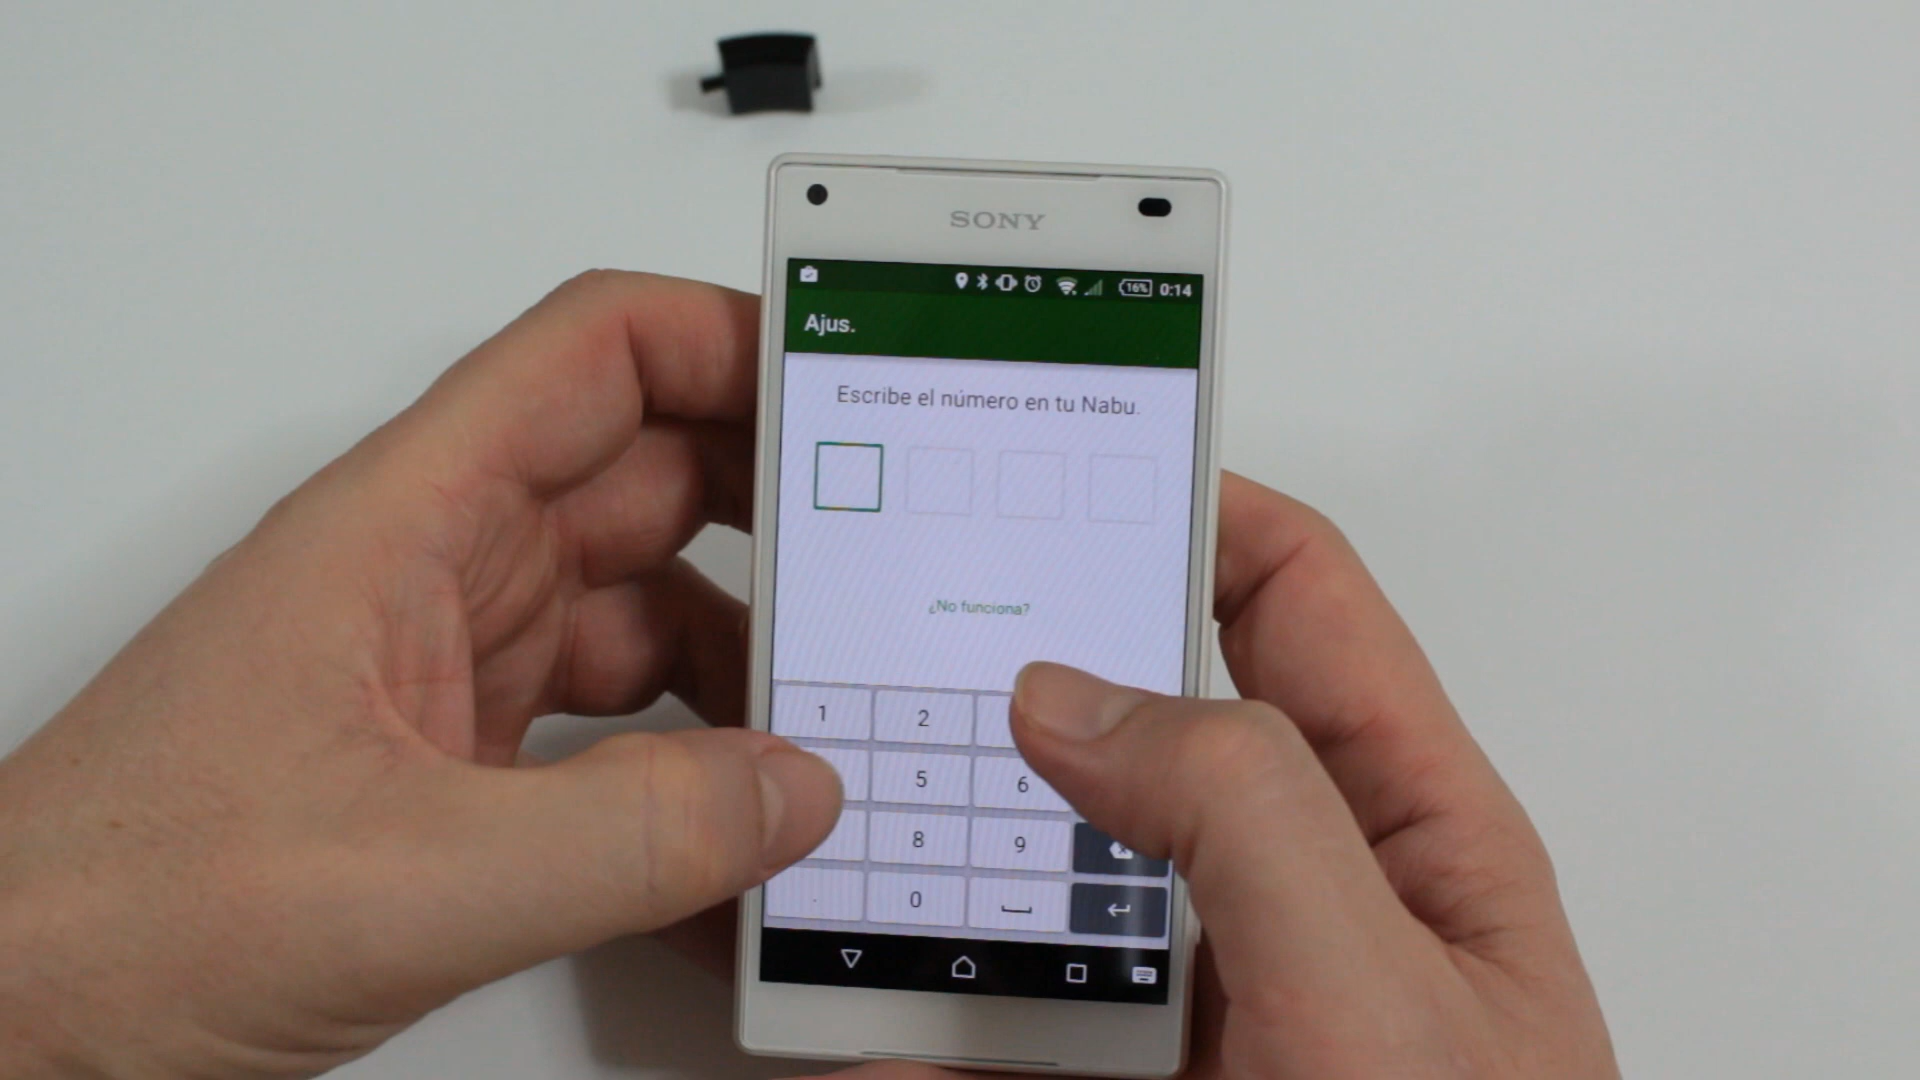 SONY
16% 0:14
Ajus.
Escribe el número en tu Nabu.
¿No funciona?
1 2
5 6
8 9
. 0